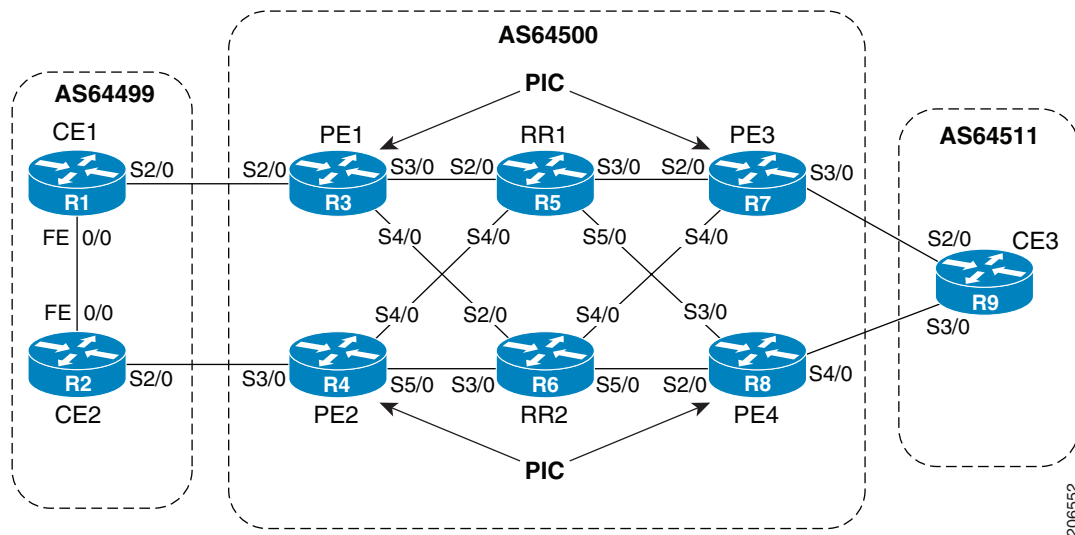 AS64500
AS64499
PIC
AS64511
CE1
PE1
RR1
PE3
S2/0
S2/0
S3/0
S2/0
S3/0
S2/0
S3/0
R1
R3
R5
R7
FE 0/0
S4/0
S4/0
S5/0
S4/0
S2/0
CE3
R9
FE 0/0
S4/0
S2/0
S4/0
S3/0
S3/0
R2
S2/0
S3/0
R4
S5/0
S3/0
R6
S5/0
S2/0
R8
S4/0
CE2
PE2
RR2
PE4
PIC
206552